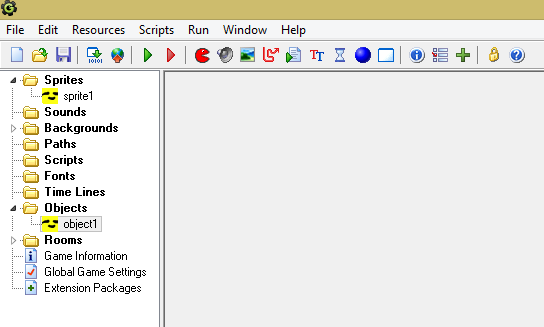 File Edit Resources Scripts Run Window Help
Sprites
sprite1
Sounds
Backgrounds
Paths
Scripts
Fonts
Time Lines
Objects
object1
Rooms
Game Information
Global Game Settings
Extension Packages